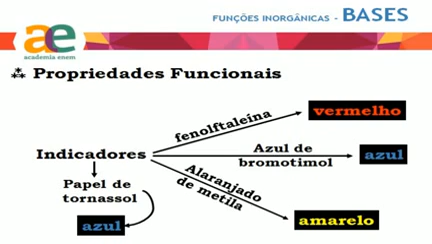 FUNÇÕES INORGÂNICAS - BASES
ae
academia enem
Propriedades Funcionais
fenolftaleína
vermelho
Indicadores
Azul de
bromotimol
azul
Alaranjado
de metila
amarelo
Papel de
tornassol
azul